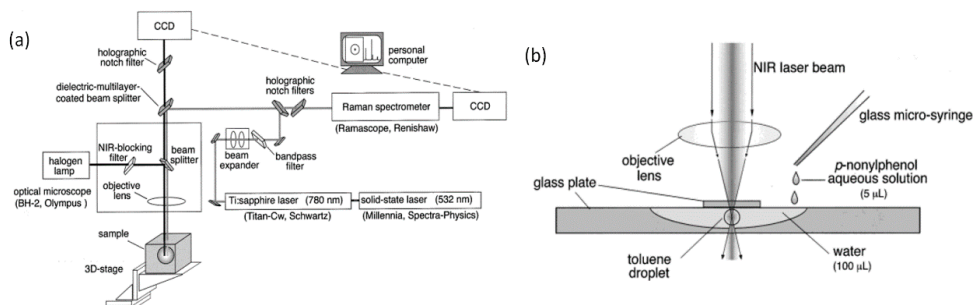 (a)
CCD
holographic
notch filter
dielectric-multilayer-
coated beam splitter
personal
computer
holographic
notch filters
Raman spectrometer
CCD
(Ramascope, Renishaw)
NIR-blocking
filter
beam
splitter
beam
expander
bandpass
filter
halogen
lamp
optical microscope
(BH-2, Olympus )
objective
lens
Ti:sapphire laser (780 nm)
solid-state laser (532 nm)
(Titan-Cw, Schwartz)
(Millennia, Spectra-Physics)
sample
3D-stage
(b)
NIR laser beam
glass micro-syringe
objective
lens
p-nonylphenol
aqueous solution
(5 µL)
glass plate
toluene
droplet
water
(100 µL)